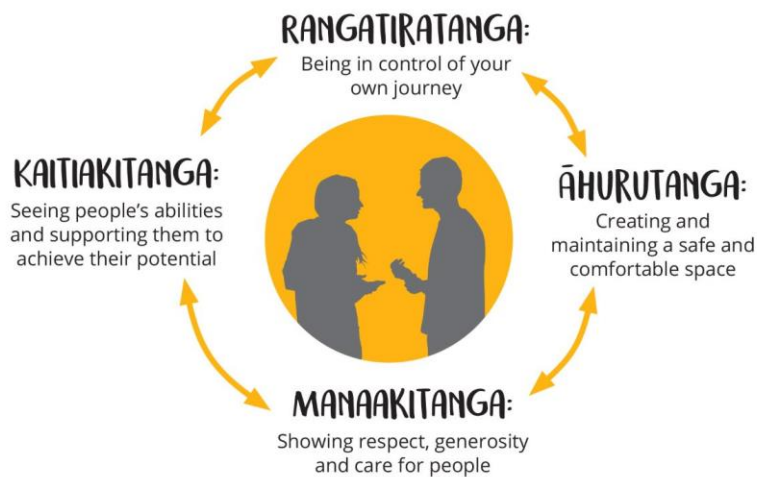 RANGATIRATANGA:
Being in control of your
own journey
KAITIAKITANGA:
Seeing people's abilities
and supporting them to
achieve their potential
ĀHURUTANGA:
Creating and
maintaining a safe and
comfortable space
MANAAKITANGA:
Showing respect, generosity
and care for people